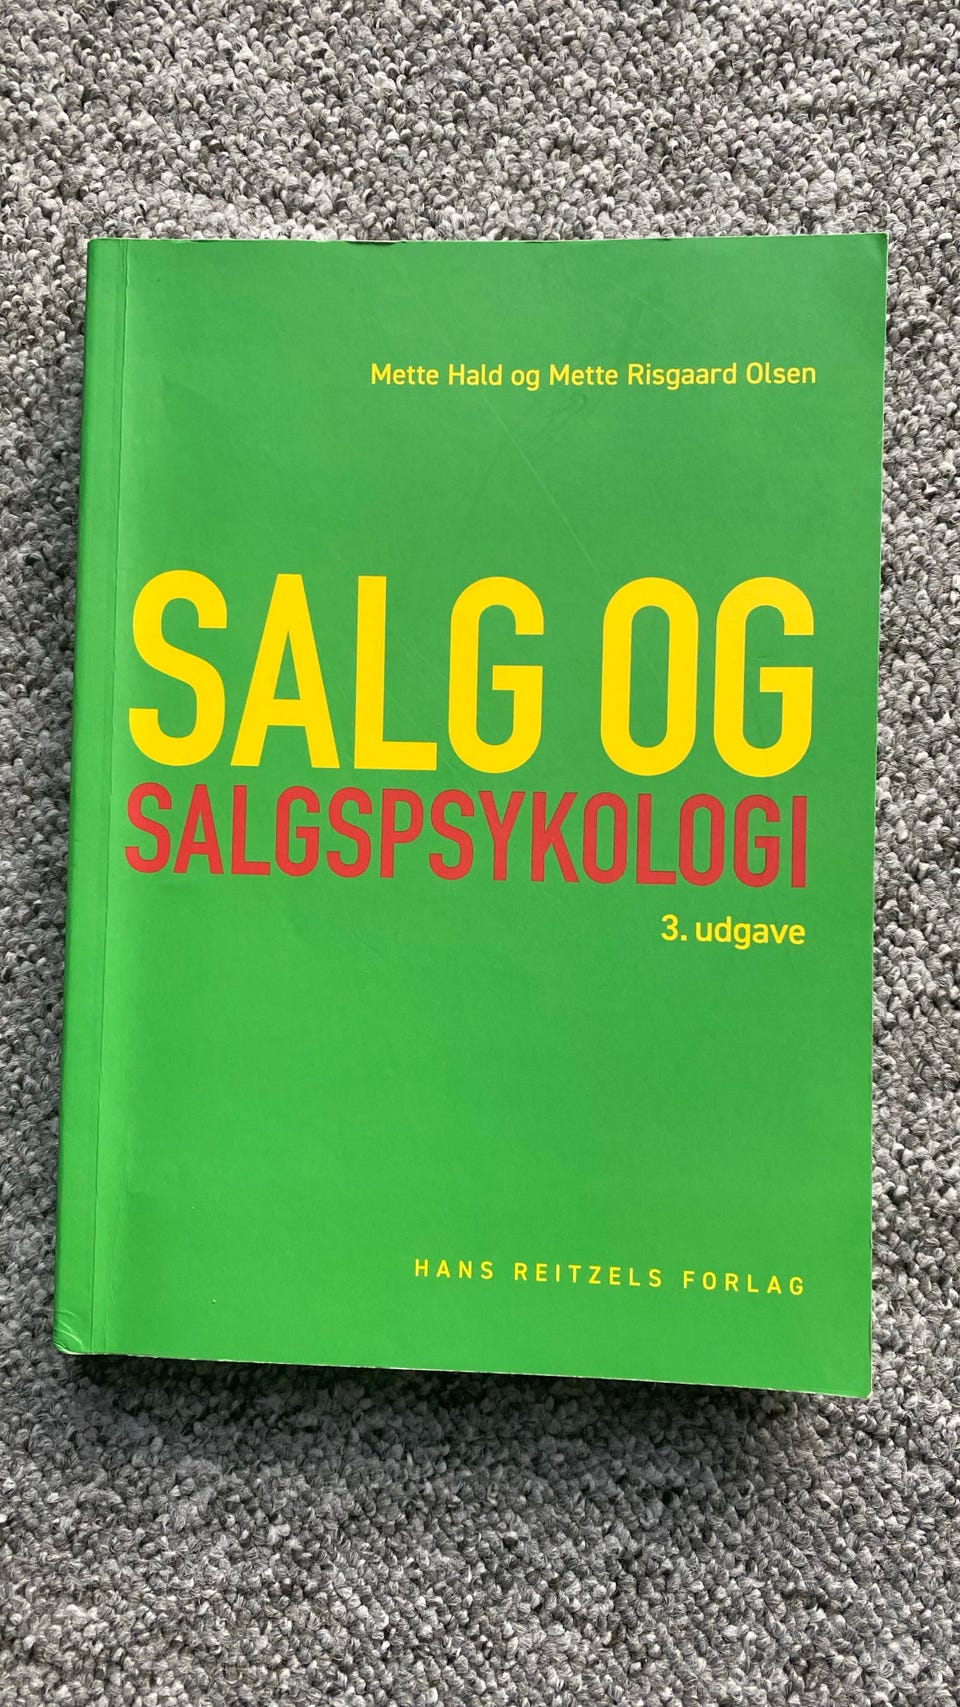 Mette Hald og Mette Risgaard Olsen
SALG OG
SALGSPSYKOLOGI
3. udgave
HANS REITZELS FORLAG